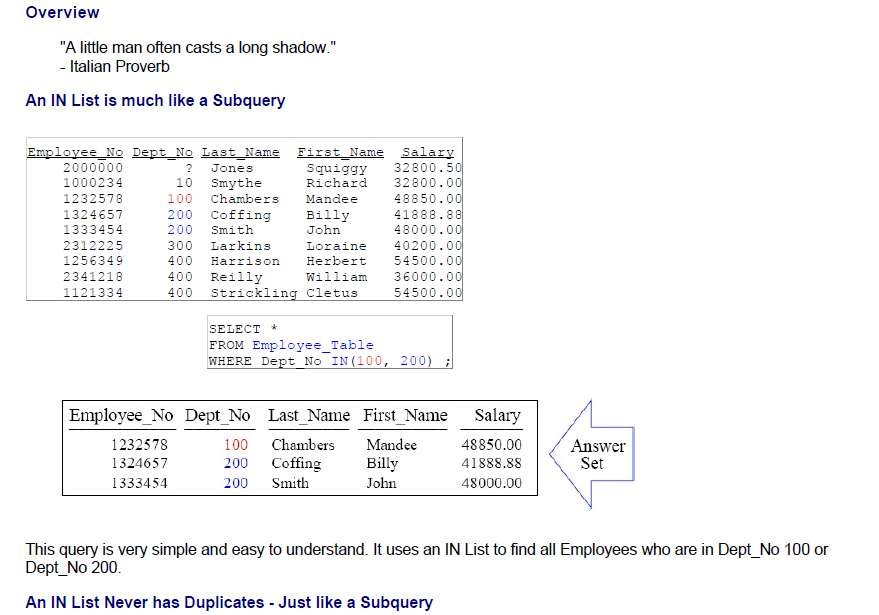 Overview
"A little man often casts a long shadow."
- Italian Proverb
An IN List is much like a Subquery
Employee_No Dept_No Last_Name First_Name Salary
2000000 ? Jones Squiggy 32800.50
1000234 10 Smythe Richard 32800.00
1232578 100 Chambers Mandee 48850.00
1324657 200 Coffing Billy 41888.88
1333454 200 Smith John 48000.00
2312225 300 Larkins Loraine 40200.00
1256349 400 Harrison Herbert 54500.00
2341218 400 Reilly William 36000.00
1121334 400 Strickling Cletus 54500.00
SELECT *
FROM Employee_Table
WHERE Dept_No IN(100, 200) ;
Employee_No Dept_No Last_Name First_Name Salary
1232578 100 Chambers Mandee 48850.00
1324657 200 Coffing Billy 41888.88
1333454 200 Smith John 48000.00
Answer
Set
This query is very simple and easy to understand. It uses an IN List to find all Employees who are in Dept_No 100 or
Dept_No 200.
An IN List Never has Duplicates - Just like a Subquery